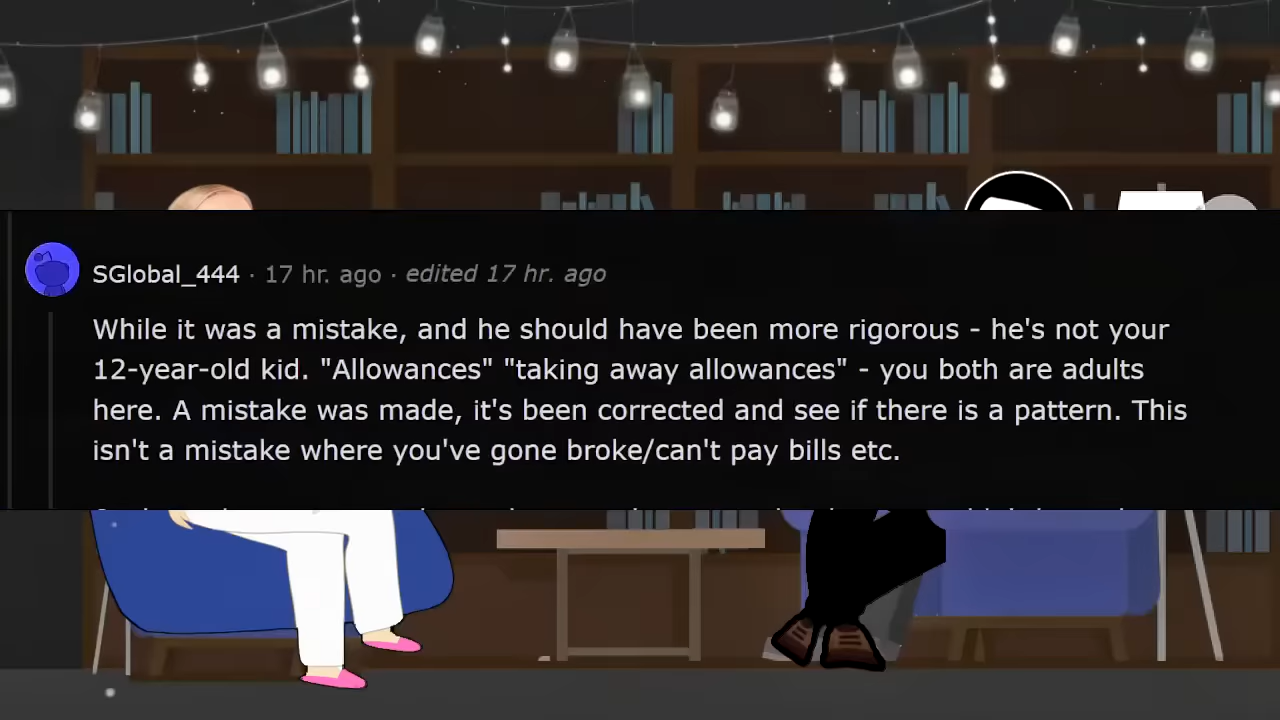 SGlobal_444 · 17 hr. ago · edited 17 hr. ago
While it was a mistake, and he should have been more rigorous - he's not your
12-year-old kid. "Allowances" "taking away allowances" - you both are adults
here. A mistake was made, it's been corrected and see if there is a pattern. This
isn't a mistake where you've gone broke/can't pay bills etc.